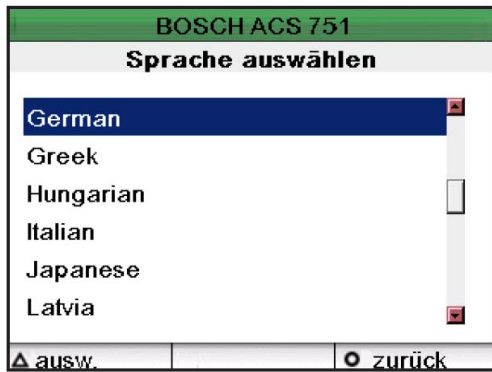 BOSCH ACS 751
Sprache auswählen
German
Greek
Hungarian
Italian
Japanese
Latvia
ausw. zurück